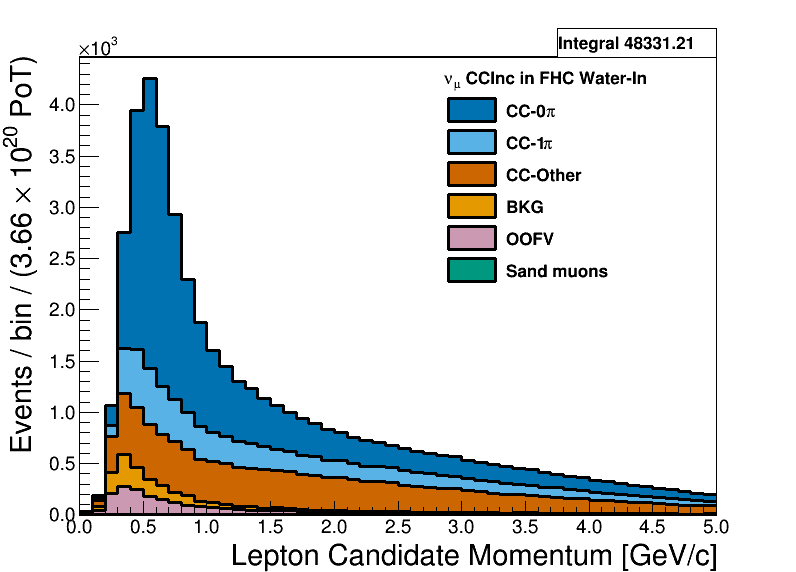 Integral 48331.21
×10³
ν_μ CCInc in FHC Water-In
CC-0π
CC-1π
CC-Other
BKG
OOFV
Sand muons
Events / bin / (3.66 × 10²⁰ PoT)
4.0
3.5
3.0
2.5
2.0
1.5
1.0
0.5
0.0
0.0 0.5 1.0 1.5 2.0 2.5 3.0 3.5 4.0 4.5 5.0
Lepton Candidate Momentum [GeV/c]